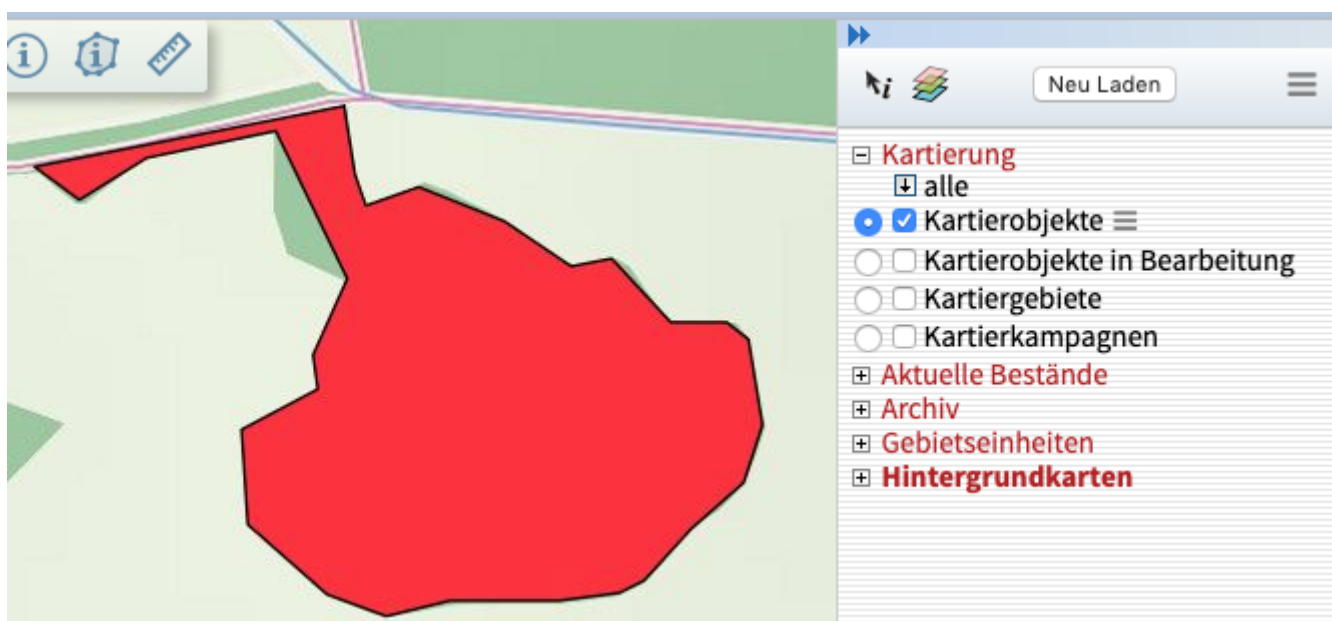 Neu Laden
Kartierung
alle
Kartierobjekte
Kartierobjekte in Bearbeitung
Kartiergebiete
Kartierkampagnen
Aktuelle Bestände
Archiv
Gebietseinheiten
Hintergrundkarten